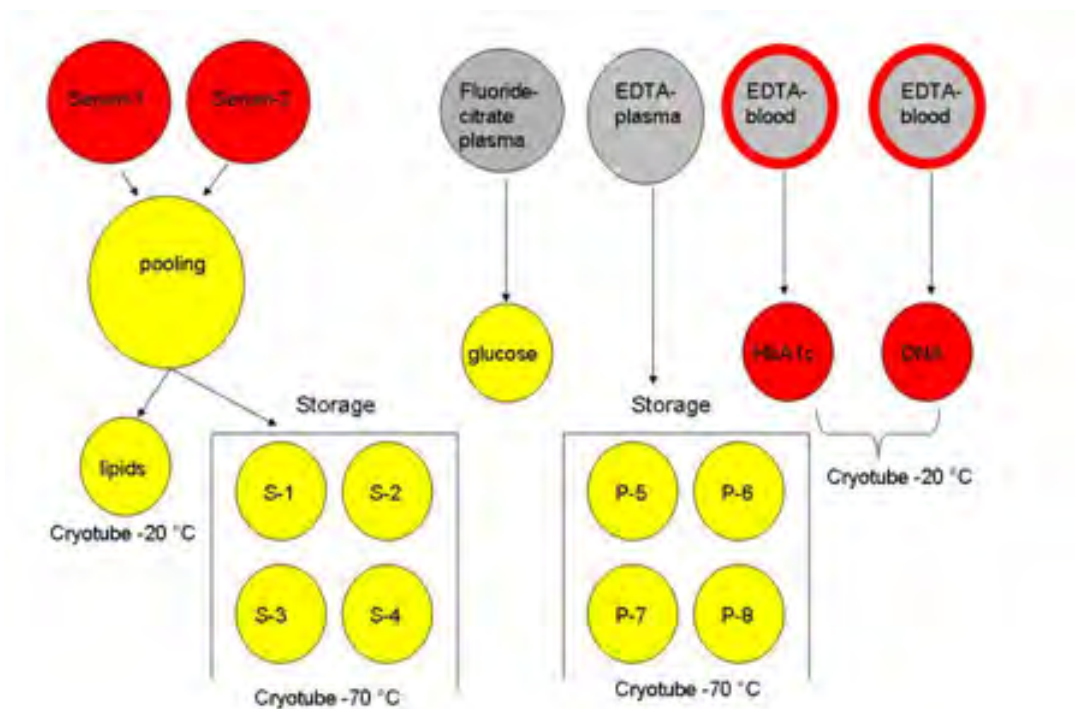 Serum-1
Serum-2
Fluoride-
citrate
plasma
EDTA-
plasma
EDTA-
blood
EDTA-
blood
pooling
glucose
HbA1c
DNA
Storage
Storage
lipids
S-1
S-2
P-5
P-6
Cryotube -20 °C
Cryotube -20 °C
S-3
S-4
P-7
P-8
Cryotube -70 °C
Cryotube -70 °C